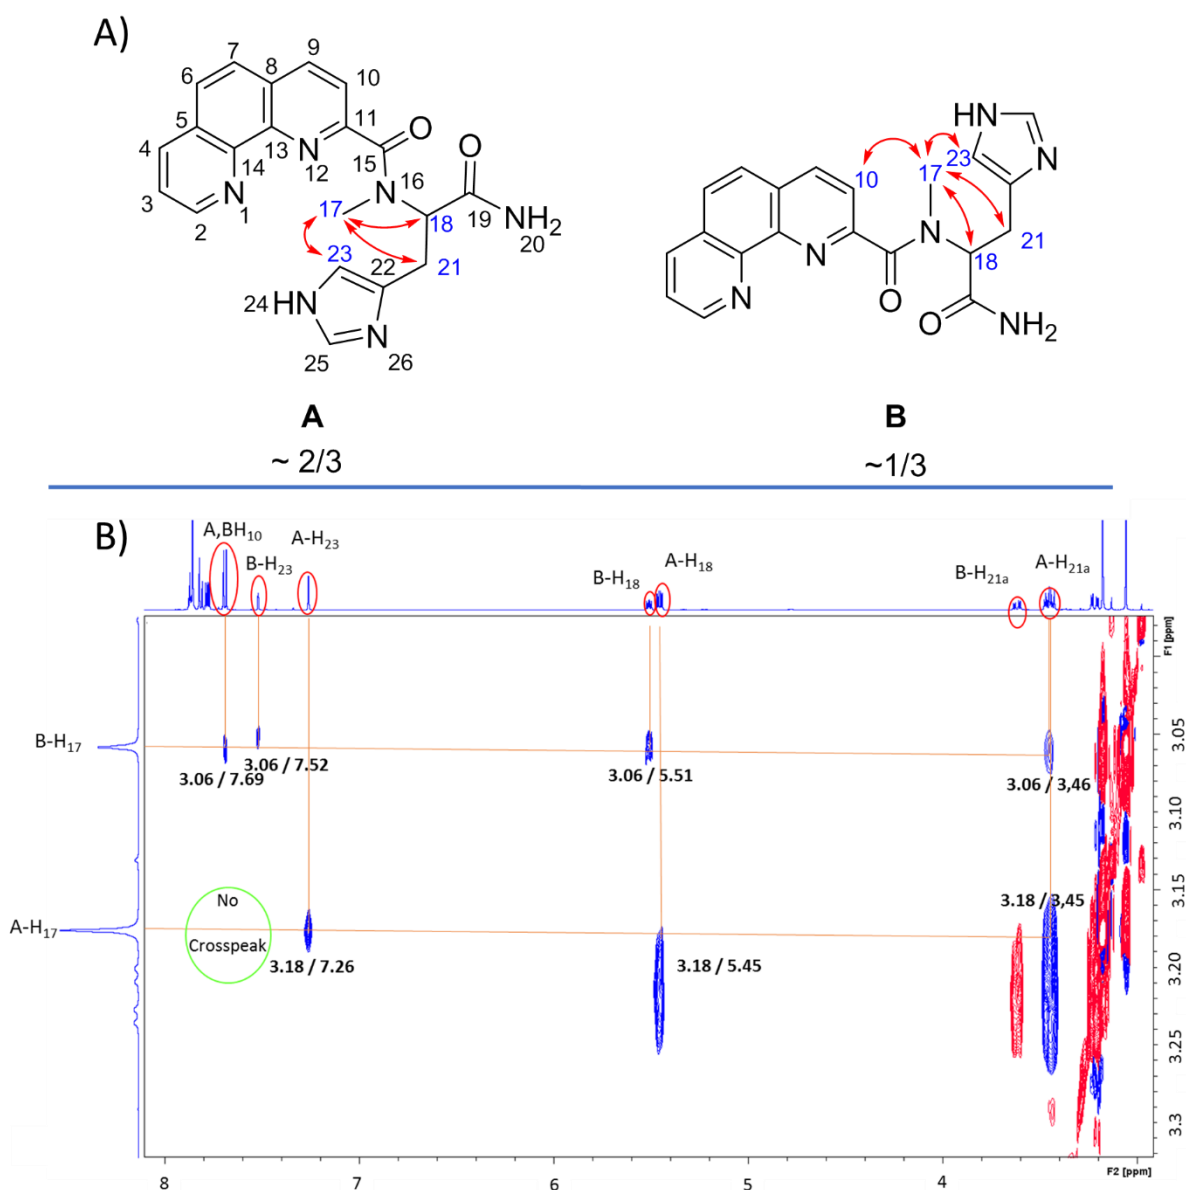 A)
7
9
6
8
10
5
11
O
4
13
N
12
14
15
16
N
O
3
N
1
2
17
18
19
NH2
20
23
22
21
24
HN
N
25
26
A
~ 2/3
HN
23
N
10
17
21
N
N
N
18
O
O
NH2
B
~1/3
B)
A,BH10
B-H23
A-H23
B-H18
A-H18
B-H21a
A-H21a
F1 [ppm]
B-H17
3.06 / 7.69
3.06 / 7.52
3.06 / 5.51
3.06 / 3,46
A-H17
No
Crosspeak
3.18 / 7.26
3.18 / 5.45
3.18 / 3,45
3.05
3.10
3.15
3.20
3.25
3.3
8
7
6
5
4
F2 [ppm]